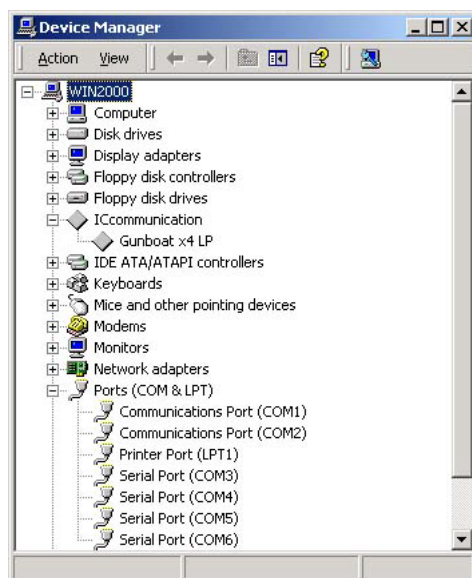 Device Manager
Action View
WIN2000
Computer
Disk drives
Display adapters
Floppy disk controllers
Floppy disk drives
ICcommunication
Gunboat x4 LP
IDE ATA/ATAPI controllers
Keyboards
Mice and other pointing devices
Modems
Monitors
Network adapters
Ports (COM & LPT)
Communications Port (COM1)
Communications Port (COM2)
Printer Port (LPT1)
Serial Port (COM3)
Serial Port (COM4)
Serial Port (COM5)
Serial Port (COM6)